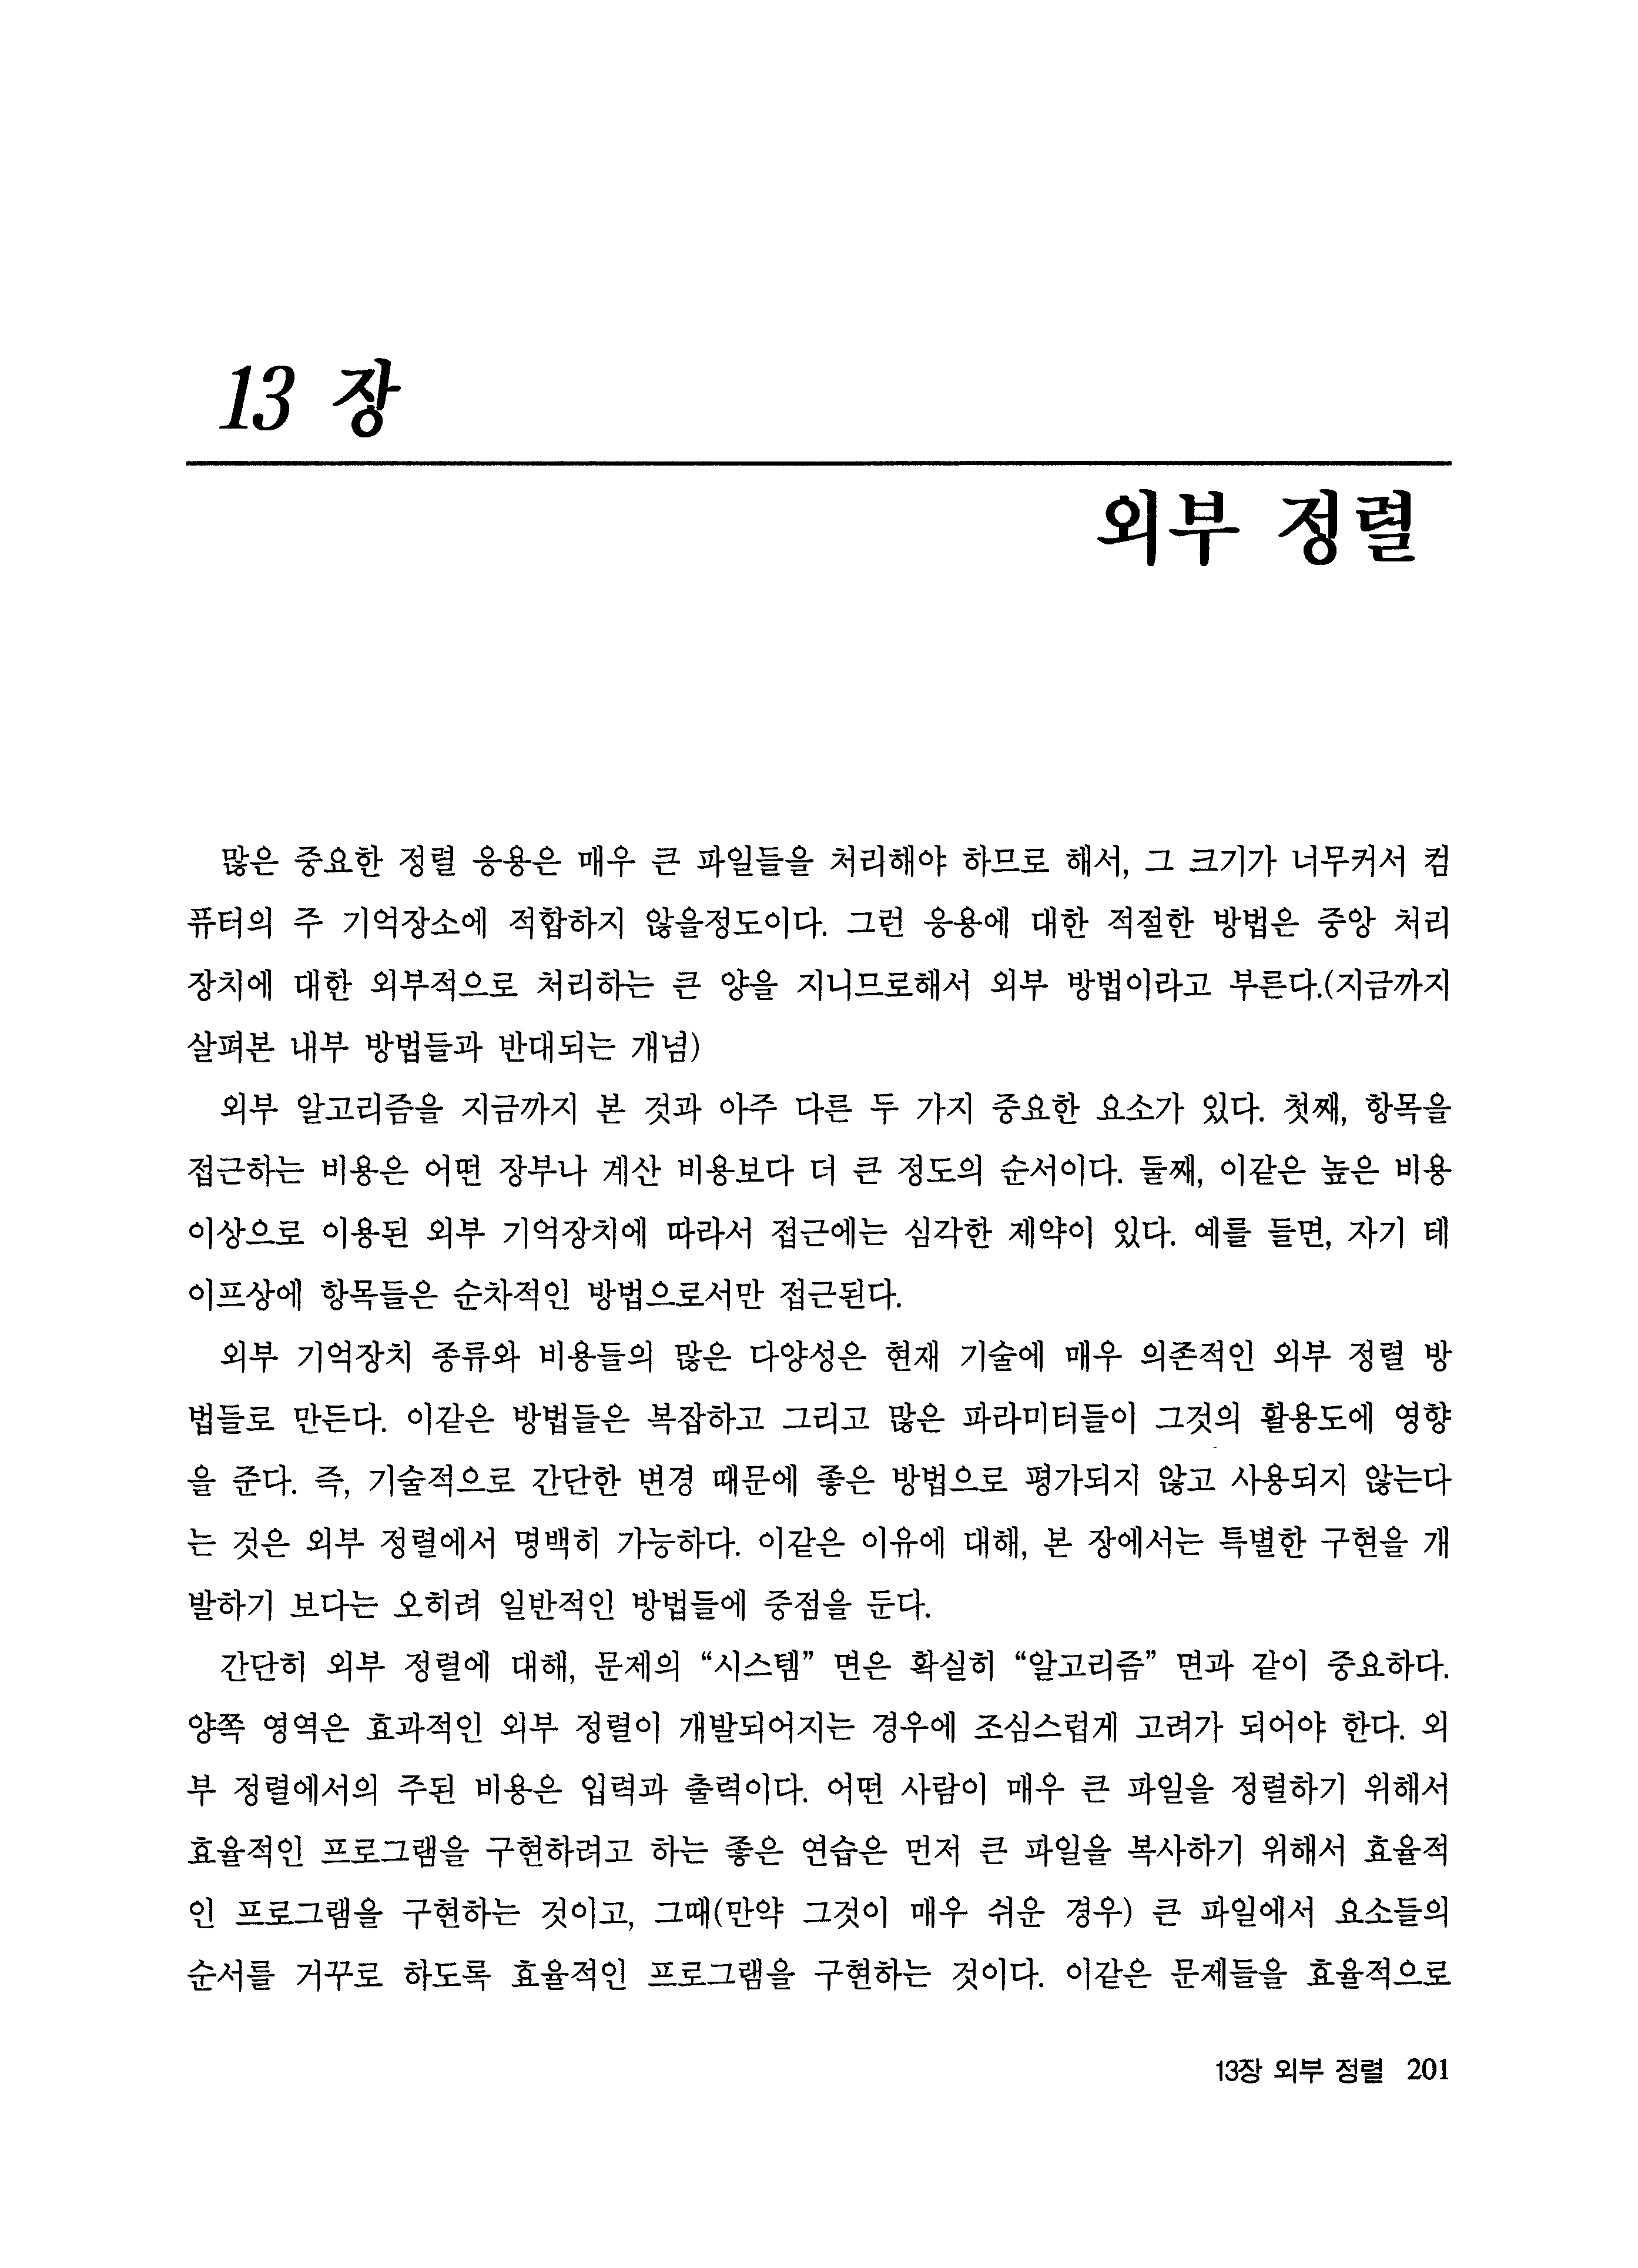 13 장
외부 정렬
많은 중요한 정렬 응용은 매우 큰 파일들을 처리해야 하므로 해서, 그 크기가 너무커서 컴
퓨터의 주 기억장소에 적합하지 않을정도이다. 그런 응용에 대한 적절한 방법은 중앙 처리
장치에 대한 외부적으로 처리하는 큰 양을 지니므로해서 외부 방법이라고 부른다.(지금까지
살펴본 내부 방법들과 반대되는 개념)
외부 알고리즘을 지금까지 본 것과 아주 다른 두 가지 중요한 요소가 있다. 첫째, 항목을
접근하는 비용은 어떤 장부나 계산 비용보다 더 큰 정도의 순서이다. 둘째, 이같은 높은 비용
이상으로 이용된 외부 기억장치에 따라서 접근에는 심각한 제약이 있다. 예를 들면, 자기 테
이프상에 항목들은 순차적인 방법으로서만 접근된다.
외부 기억장치 종류와 비용들의 많은 다양성은 현재 기술에 매우 의존적인 외부 정렬 방
법들로 만든다. 이같은 방법들은 복잡하고 그리고 많은 파라미터들이 그것의 활용도에 영향
을 준다. 즉, 기술적으로 간단한 변경 때문에 좋은 방법으로 평가되지 않고 사용되지 않는다
는 것은 외부 정렬에서 명백히 가능하다. 이같은 이유에 대해, 본 장에서는 특별한 구현을 개
발하기 보다는 오히려 일반적인 방법들에 중점을 둔다.
간단히 외부 정렬에 대해, 문제의 “시스템” 면은 확실히 “알고리즘” 면과 같이 중요하다.
양쪽 영역은 효과적인 외부 정렬이 개발되어지는 경우에 조심스럽게 고려가 되어야 한다. 외
부 정렬에서의 주된 비용은 입력과 출력이다. 어떤 사람이 매우 큰 파일을 정렬하기 위해서
효율적인 프로그램을 구현하려고 하는 좋은 연습은 먼저 큰 파일을 복사하기 위해서 효율적
인 프로그램을 구현하는 것이고, 그때(만약 그것이 매우 쉬운 경우) 큰 파일에서 요소들의
순서를 거꾸로 하도록 효율적인 프로그램을 구현하는 것이다. 이같은 문제들을 효율적으로
13장 외부 정렬 201